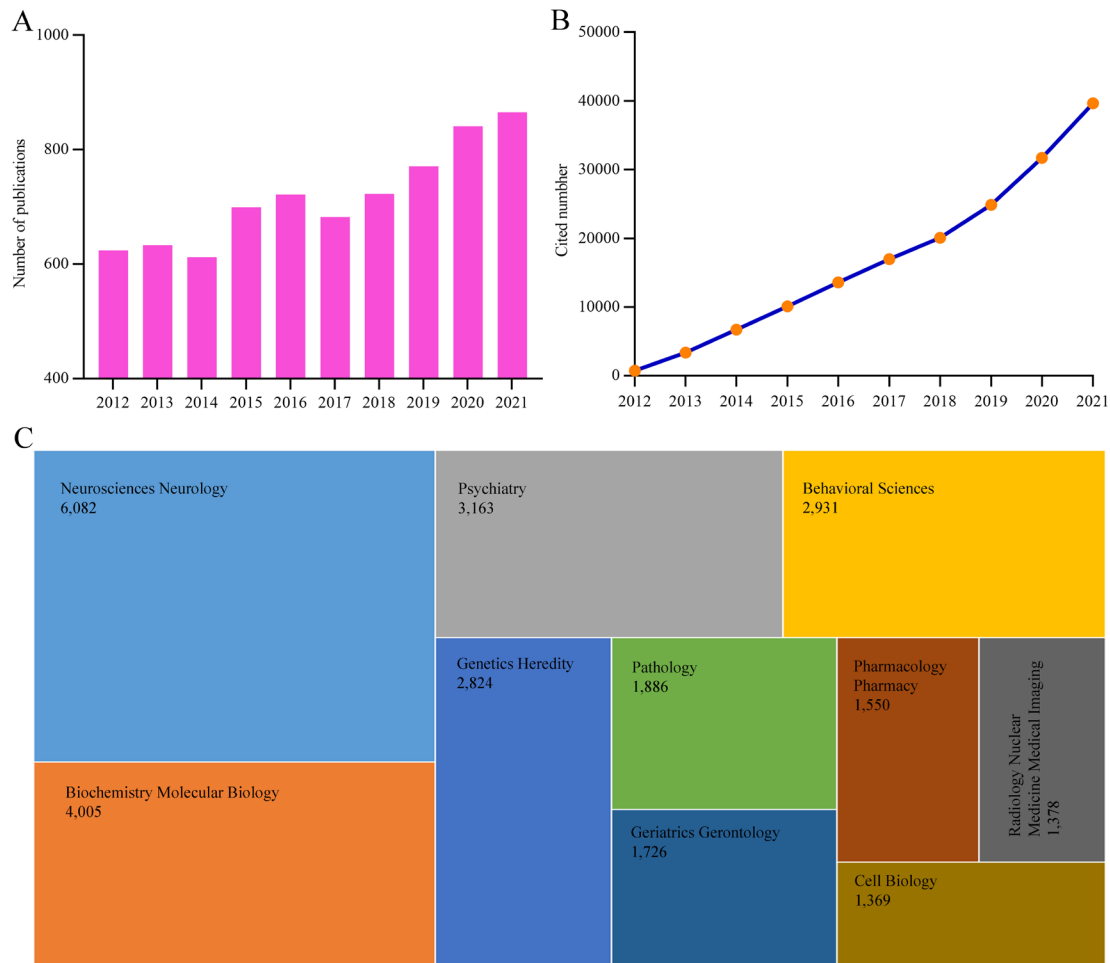 A
Number of publications
1000
800
600
400
2012 2013 2014 2015 2016 2017 2018 2019 2020 2021
B
Cited numbher
50000
40000
30000
20000
10000
0
2012 2013 2014 2015 2016 2017 2018 2019 2020 2021
C
Neurosciences Neurology
6,082
Biochemistry Molecular Biology
4,005
Psychiatry
3,163
Behavioral Sciences
2,931
Genetics Heredity
2,824
Pathology
1,886
Geriatrics Gerontology
1,726
Pharmacology
Pharmacy
1,550
Radiology Nuclear
Medicine Medical Imaging
1,378
Cell Biology
1,369